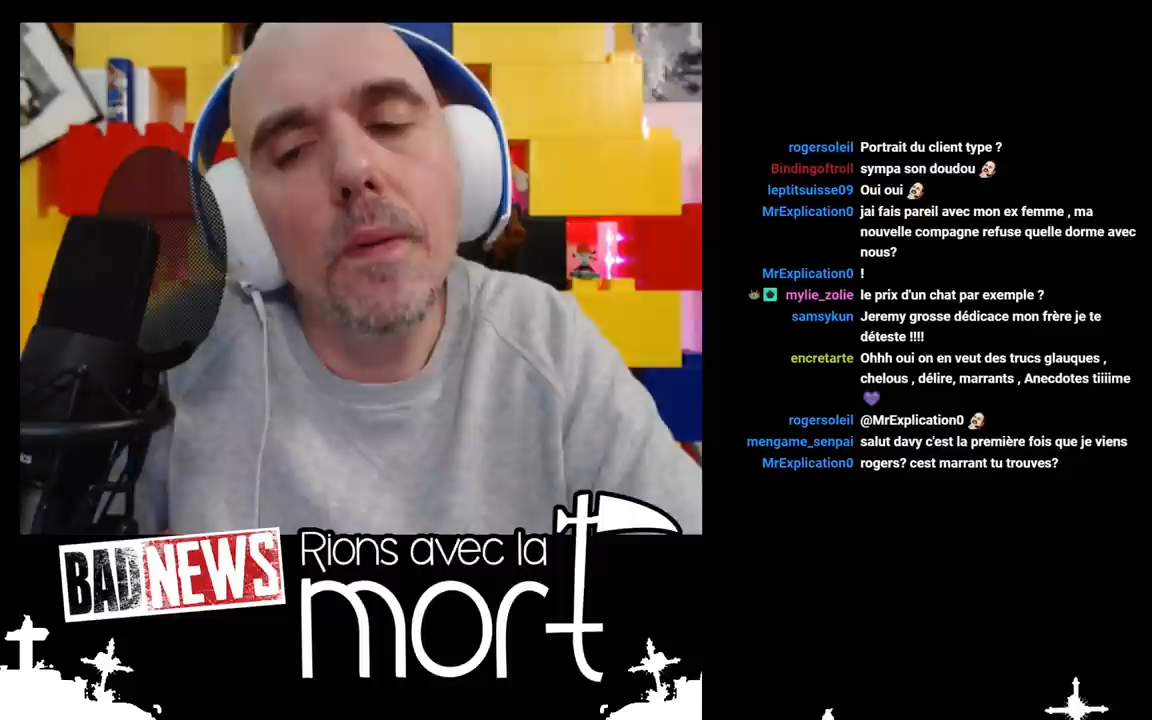 rogersoleil Portrait du client type ?
Bindingoftroll sympa son doudou
leptitsuisse09 Oui oui
MrExplication0 jai fais pareil avec mon ex femme , ma
nouvelle compagne refuse quelle dorme avec
nous?
MrExplication0 !
mylie_zolie le prix d'un chat par exemple ?
samsykun Jeremy grosse dédicace mon frère je te
déteste !!!!
encretarte Ohhh oui on en veut des trucs glauques ,
chelous , délire, marrants , Anecdotes tiiiime
rogersoleil @MrExplication0
mengame_senpai salut davy c'est la première fois que je viens
MrExplication0 rogers? cest marrant tu trouves?
BAD NEWS
Rions avec la
mort